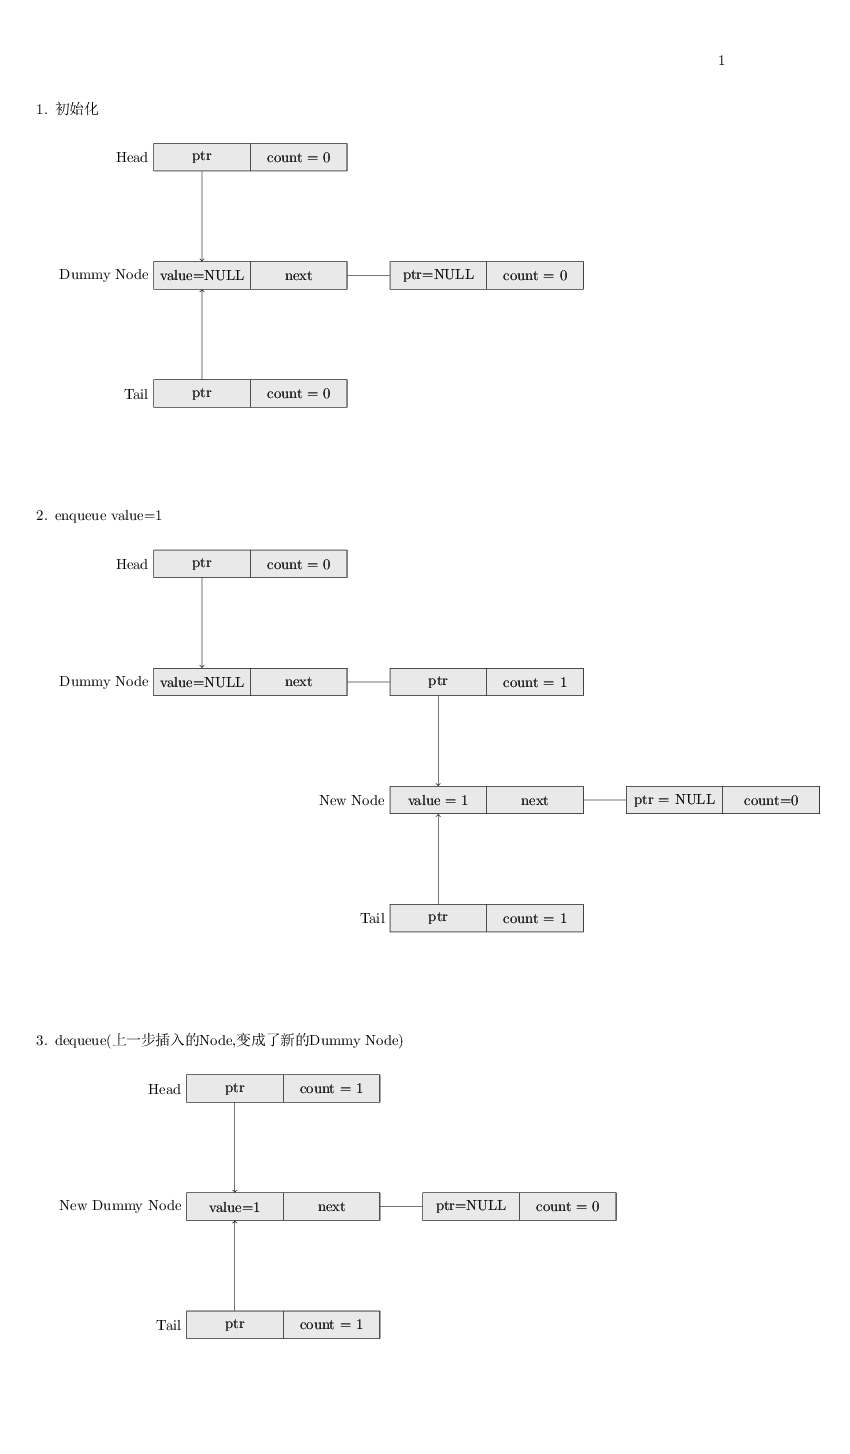 1
1. 初始化
Head ptr count = 0
Dummy Node value=NULL next ptr=NULL count = 0
Tail ptr count = 0
2. enqueue value=1
Head ptr count = 0
Dummy Node value=NULL next ptr count = 1
New Node value = 1 next ptr = NULL count=0
Tail ptr count = 1
3. dequeue(上一步插入的Node,变成了新的Dummy Node)
Head ptr count = 1
New Dummy Node value=1 next ptr=NULL count = 0
Tail ptr count = 1